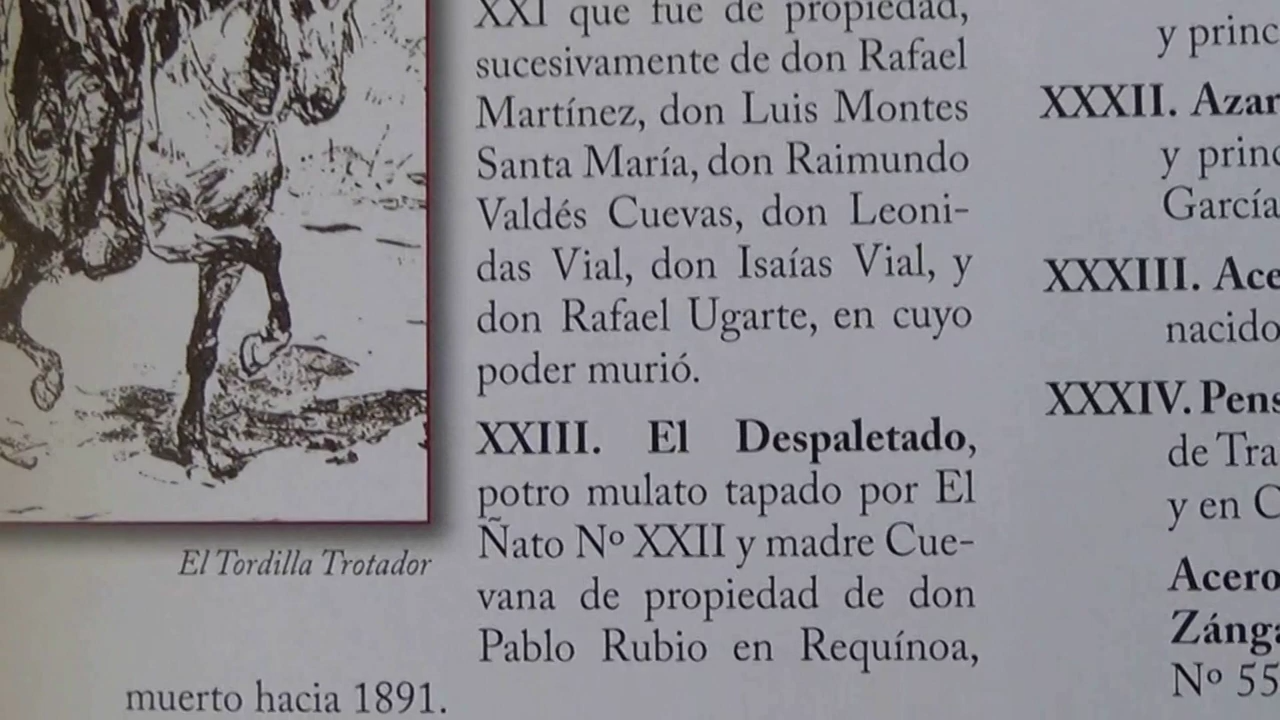 XXI que fue de propiedad,
sucesivamente de don Rafael
Martínez, don Luis Montes
Santa María, don Raimundo
Valdés Cuevas, don Leoni-
das Vial, don Isaías Vial, y
don Rafael Ugarte, en cuyo
poder murió.
XXIII. El Despaletado,
potro mulato tapado por El
Ñato Nº XXII y madre Cue-
vana de propiedad de don
Pablo Rubio en Requínoa,
muerto hacia 1891.
El Tordilla Trotador
y princ
XXXII. Azar
y princ
García
XXXIII. Ace
nacido
XXXIV. Pens
de Tra
y en C
Acero
Zánga
Nº 55